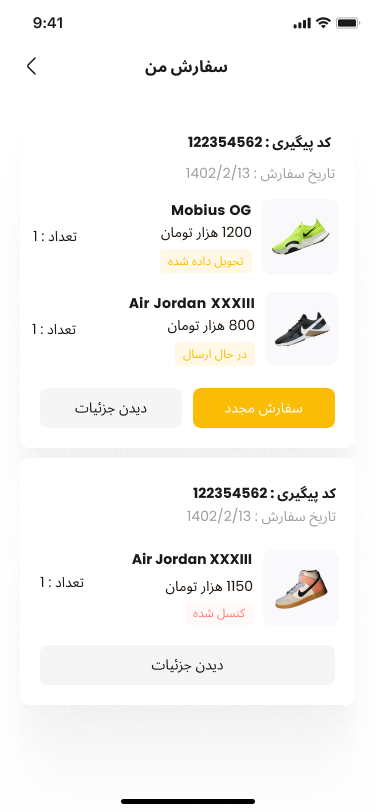 9:41
سفارش من
کد پیگیری : 122354562
تاریخ سفارش : 1402/2/13
Mobius OG
1200 هزار تومان
تعداد : 1
تحویل داده شده
Air Jordan XXXIII
800 هزار تومان
تعداد : 1
در حال ارسال
سفارش مجدد
دیدن جزئیات
کد پیگیری : 122354562
تاریخ سفارش : 1402/2/13
Air Jordan XXXIII
1150 هزار تومان
تعداد : 1
کنسل شده
دیدن جزئیات